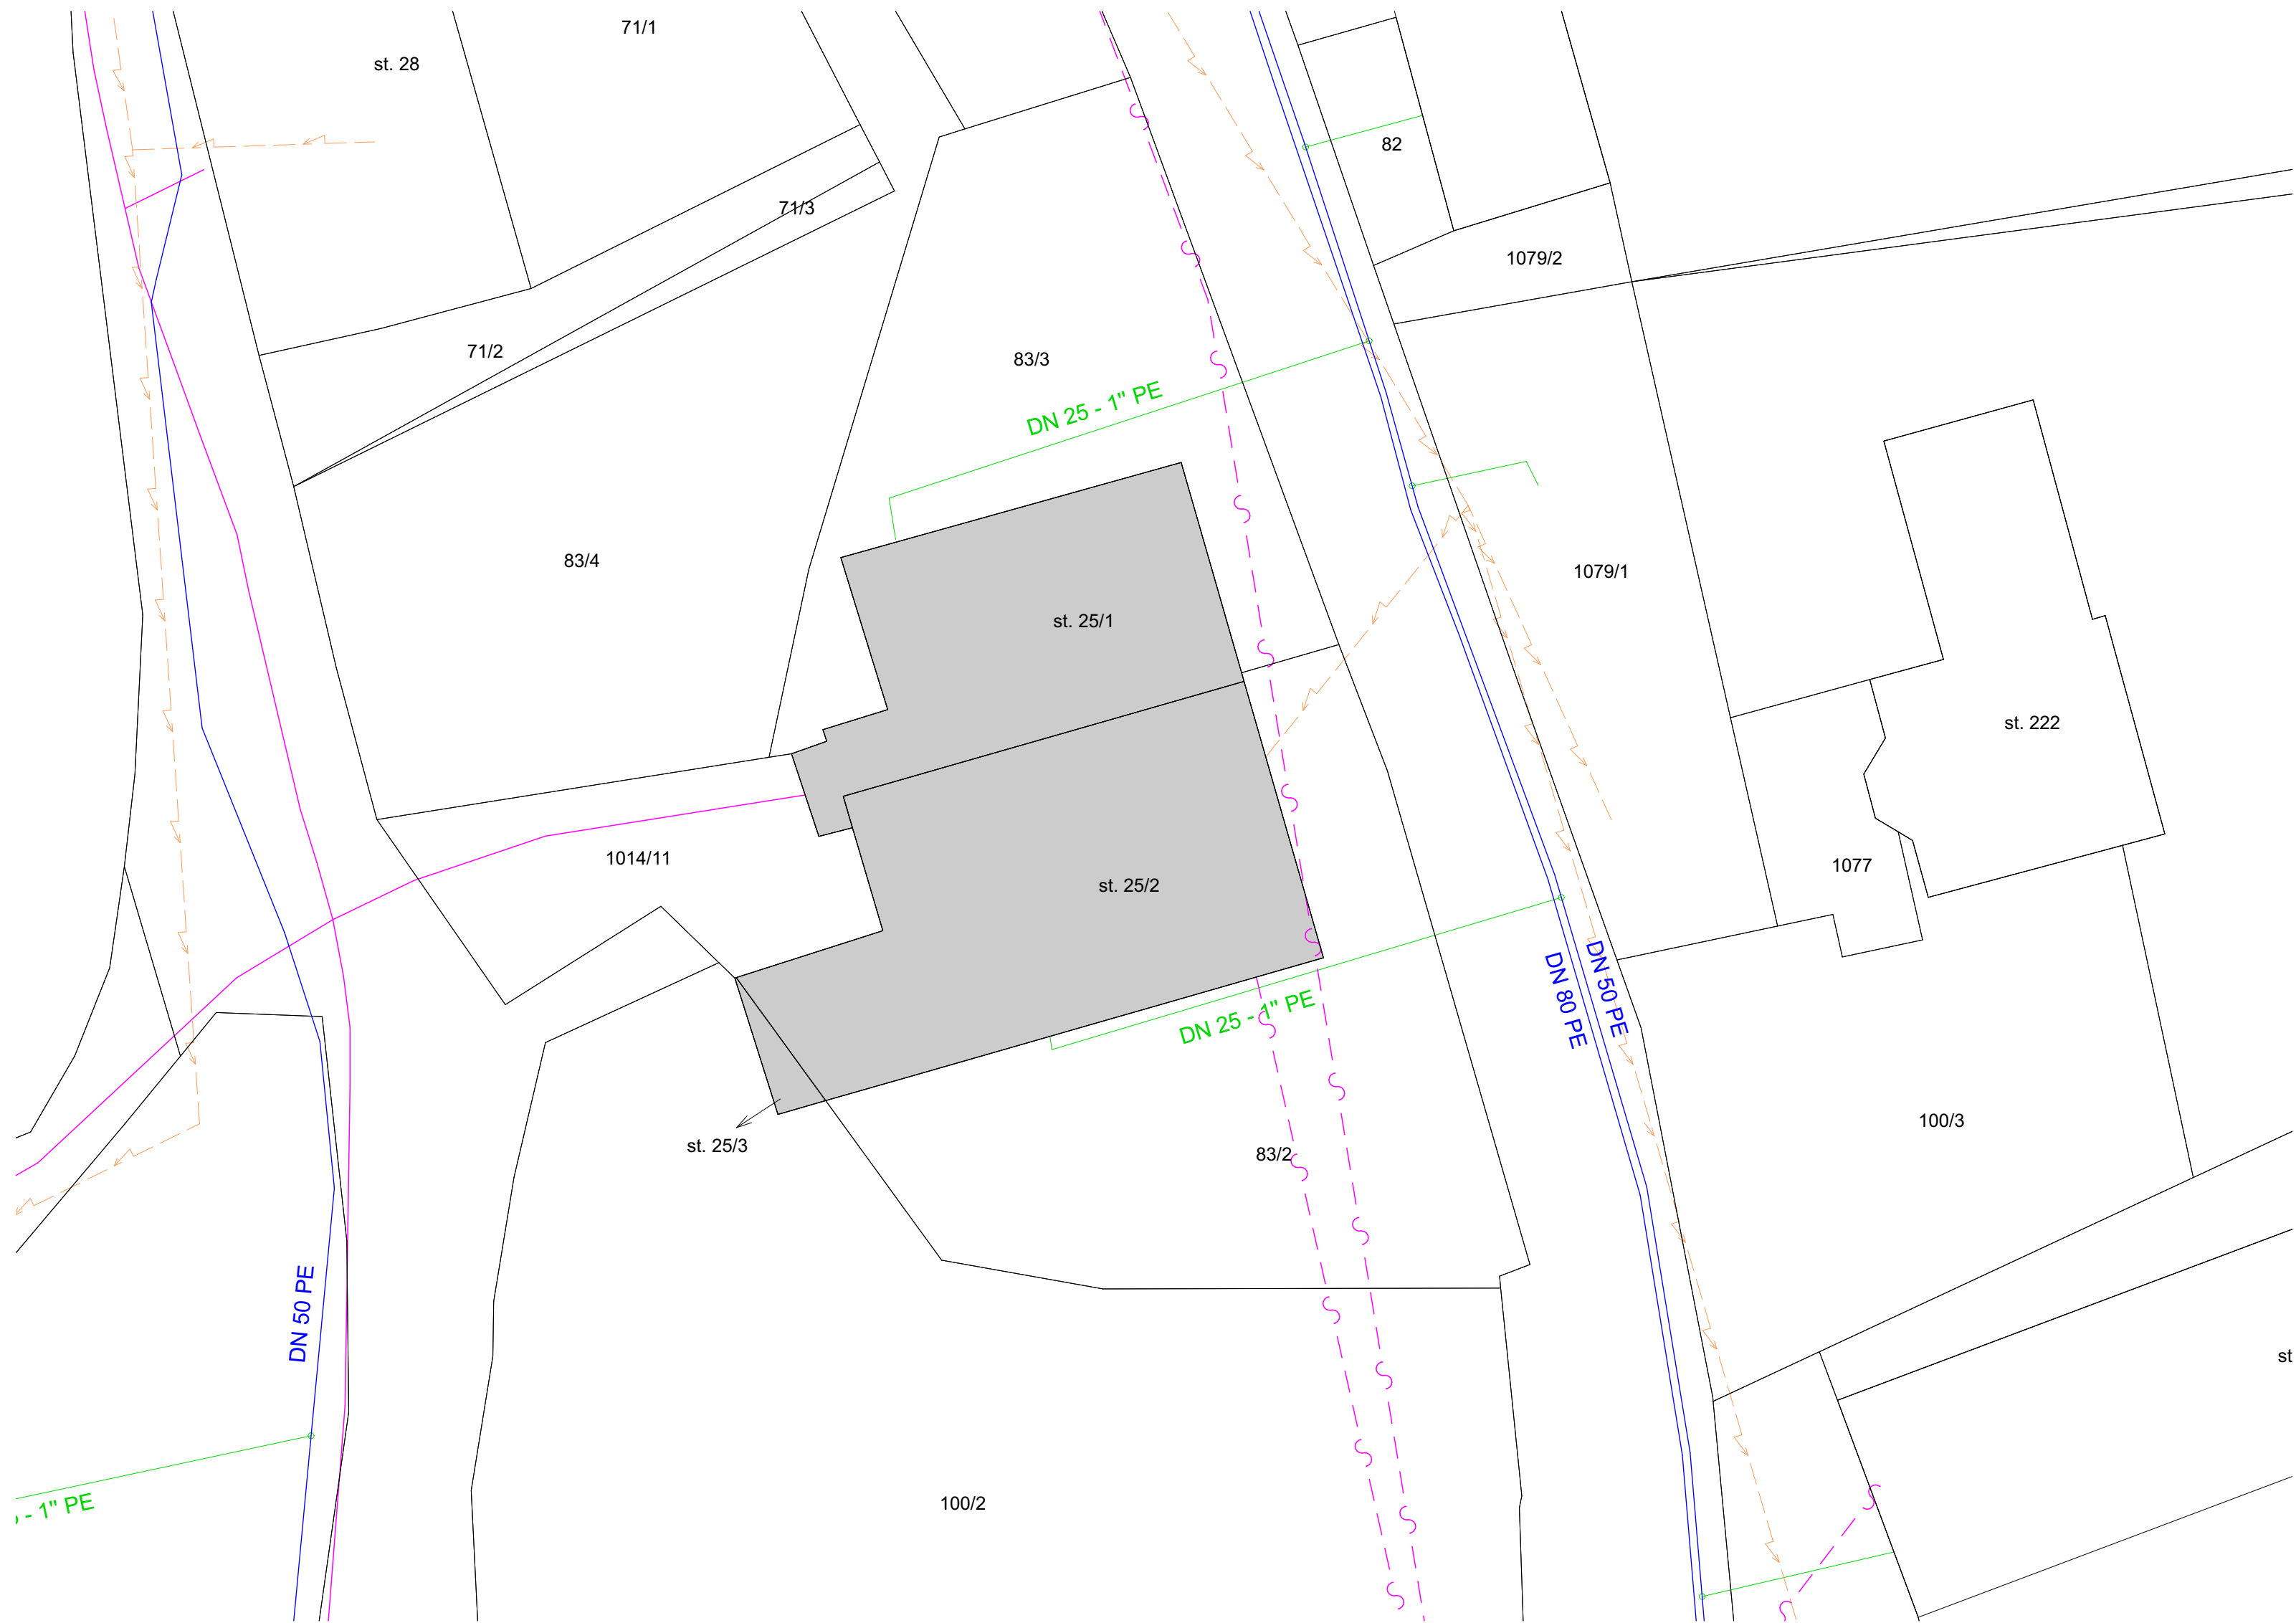 71/1
st. 28
82
71/3
1079/2
71/2
83/3
DN 25 - 1" PE
83/4
1079/1
st. 25/1
st. 222
1014/11
1077
st. 25/2
DN 50 PE
DN 80 PE
DN 25 - 1" PE
100/3
st. 25/3
83/2
DN 50 PE
st
100/2
- 1" PE